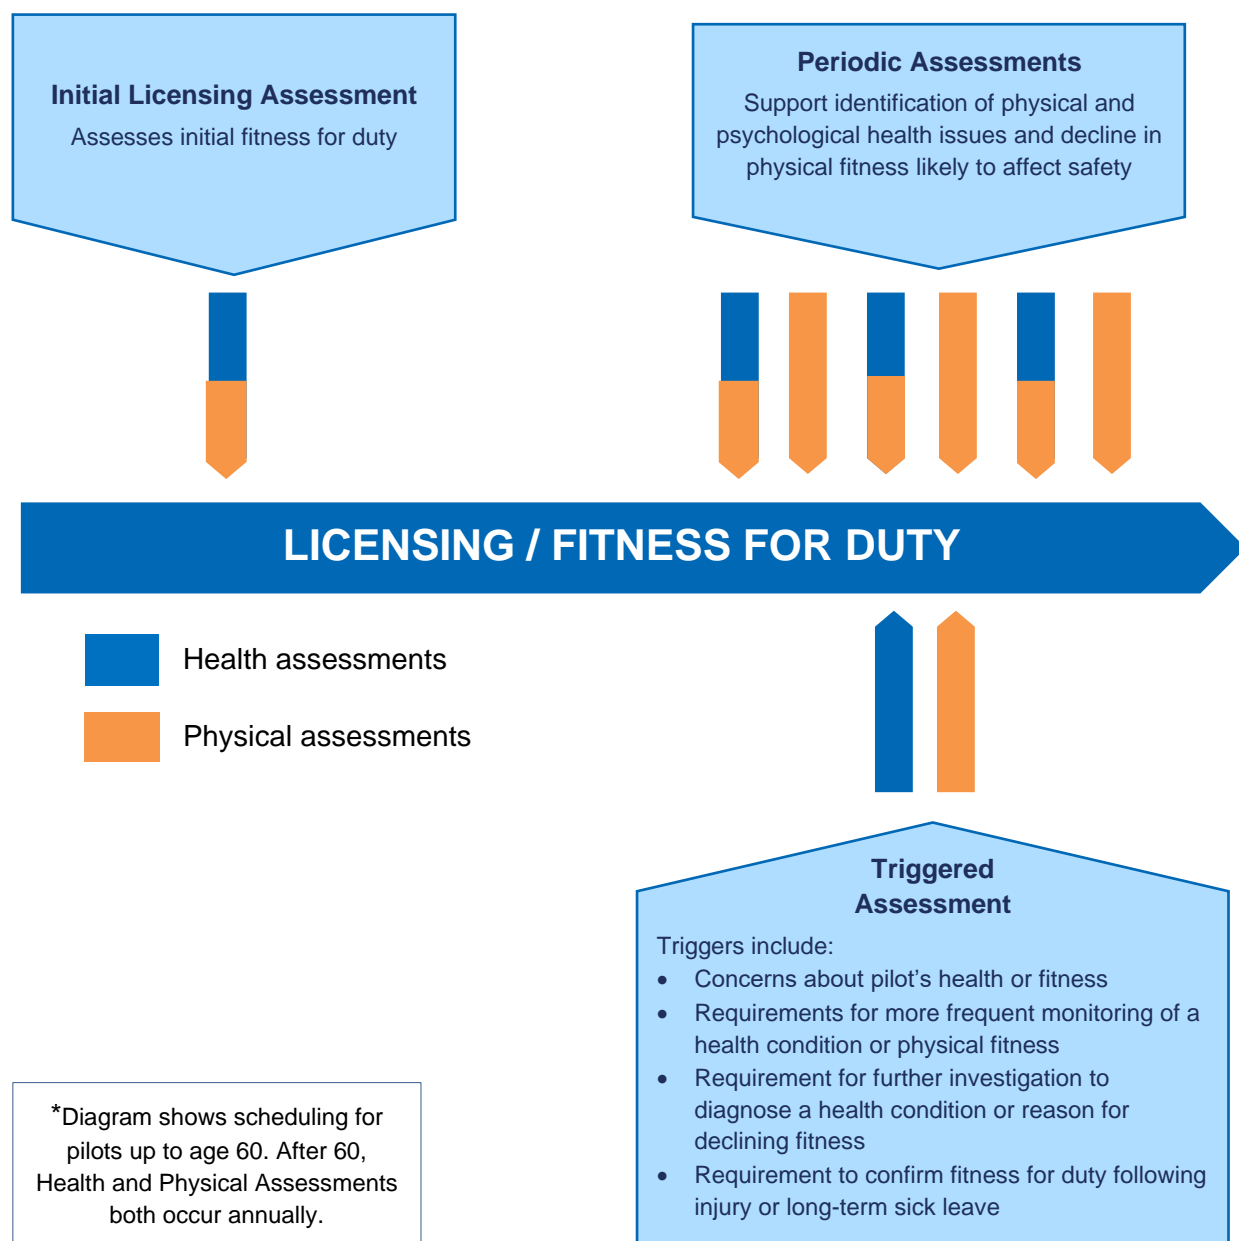 Initial Licensing Assessment
Assesses initial fitness for duty
Periodic Assessments
Support identification of physical and
psychological health issues and decline in
physical fitness likely to affect safety
LICENSING / FITNESS FOR DUTY
Health assessments
Physical assessments
Triggered
Assessment
Triggers include:
• Concerns about pilot's health or fitness
• Requirements for more frequent monitoring of a
health condition or physical fitness
• Requirement for further investigation to
diagnose a health condition or reason for
declining fitness
• Requirement to confirm fitness for duty following
injury or long-term sick leave
*Diagram shows scheduling for
pilots up to age 60. After 60,
Health and Physical Assessments
both occur annually.